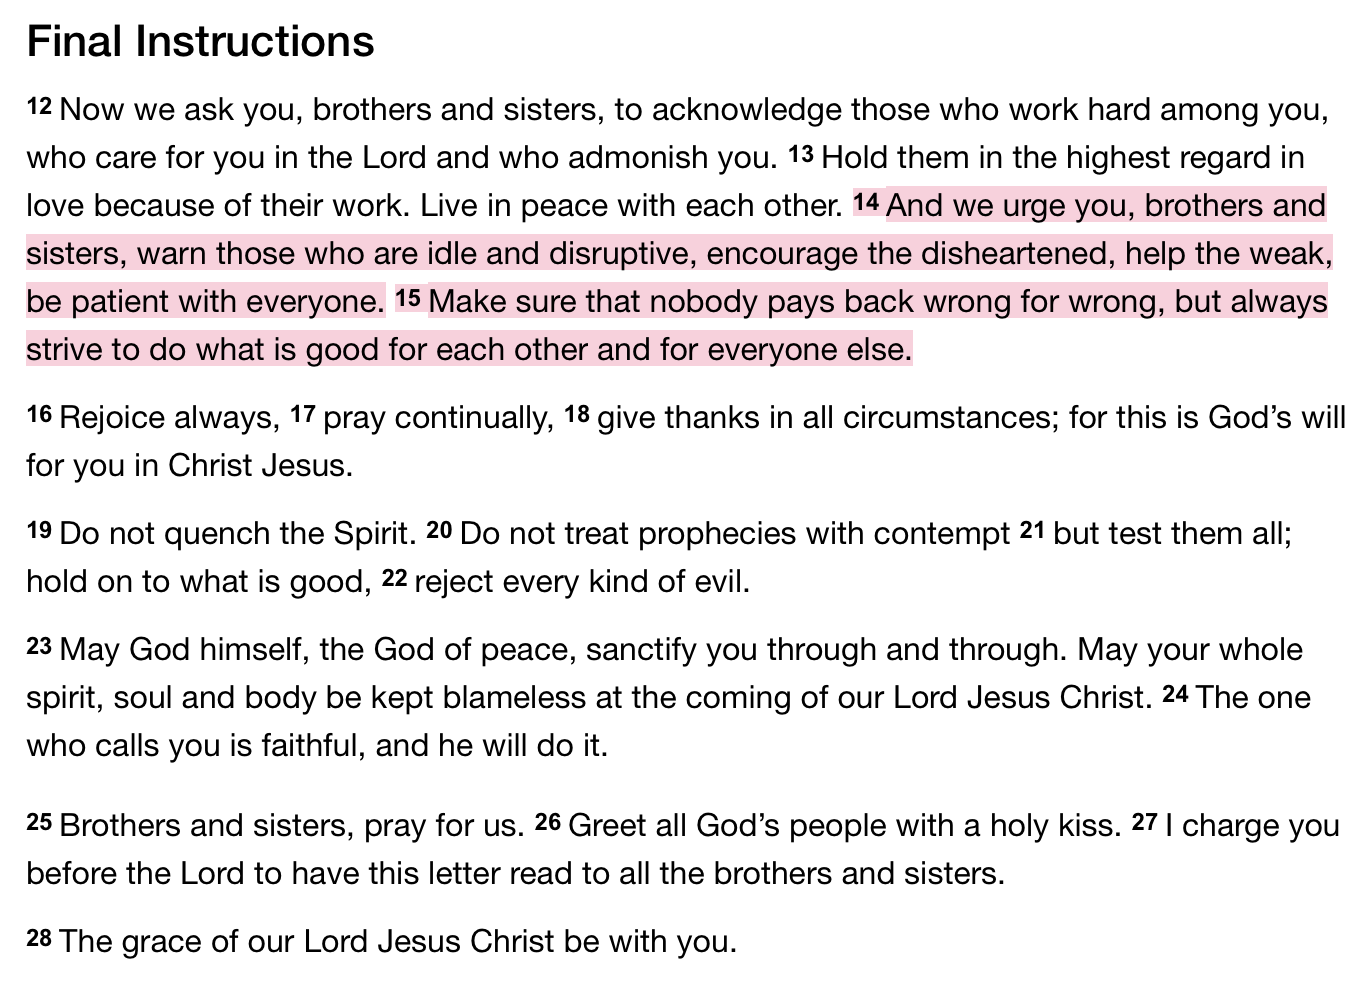 Final Instructions
12 Now we ask you, brothers and sisters, to acknowledge those who work hard among you,
who care for you in the Lord and who admonish you. 13 Hold them in the highest regard in
love because of their work. Live in peace with each other. 14 And we urge you, brothers and
sisters, warn those who are idle and disruptive, encourage the disheartened, help the weak,
be patient with everyone. 15 Make sure that nobody pays back wrong for wrong, but always
strive to do what is good for each other and for everyone else.
16 Rejoice always, 17 pray continually, 18 give thanks in all circumstances; for this is God’s will
for you in Christ Jesus.
19 Do not quench the Spirit. 20 Do not treat prophecies with contempt 21 but test them all;
hold on to what is good, 22 reject every kind of evil.
23 May God himself, the God of peace, sanctify you through and through. May your whole
spirit, soul and body be kept blameless at the coming of our Lord Jesus Christ. 24 The one
who calls you is faithful, and he will do it.
25 Brothers and sisters, pray for us. 26 Greet all God’s people with a holy kiss. 27 I charge you
before the Lord to have this letter read to all the brothers and sisters.
28 The grace of our Lord Jesus Christ be with you.